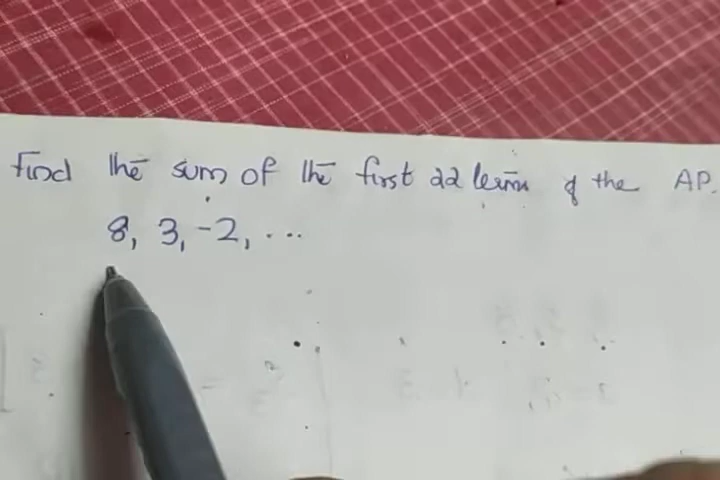 Find the sum of the first 22 terms of the AP.
8, 3, -2, ...